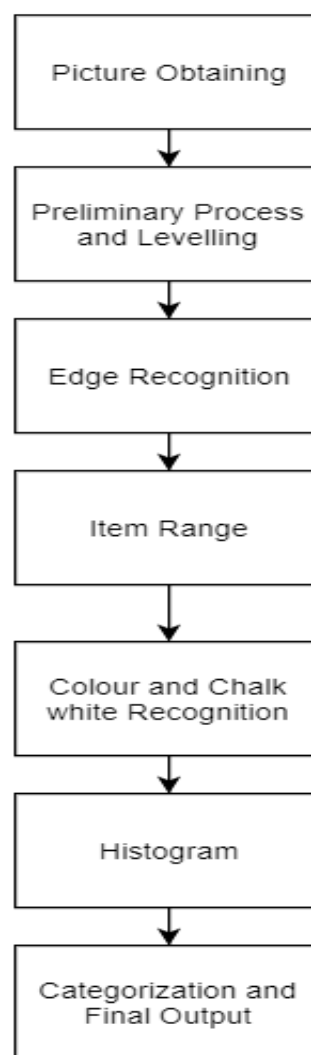 Picture Obtaining
Preliminary Process
and Levelling
Edge Recognition
Item Range
Colour and Chalk
white Recognition
Histogram
Categorization and
Final Output